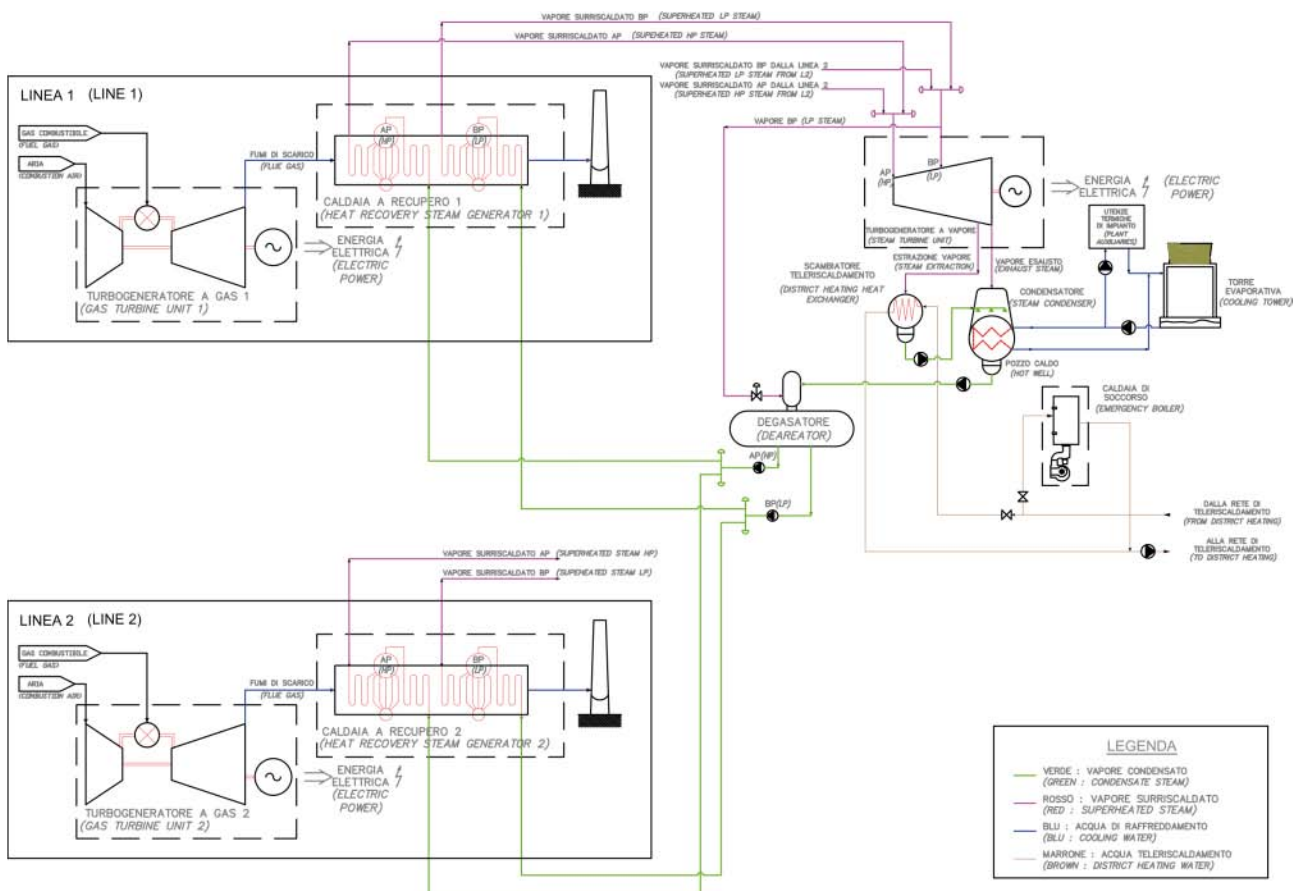 VAPORE SURRISCALDATO BP (SUPERHEATED LP STEAM)
VAPORE SURRISCALDATO AP (SUPEHEATED HP STEAM)
VAPORE SURRISCALDATO BP DALLA LINEA 2
(SUPERHEATED LP STEAM FROM L2)
VAPORE SURRISCALDATO AP DALLA LINEA 2
(SUPERHEATED HP STEAM FROM L2)
VAPORE BP (LP STEAM)
LINEA 1 (LINE 1)
GAS COMBUSTIBILE
(FUEL GAS)
ARIA
(COMBUSTION AIR)
FUMI DI SCARICO
(FLUE GAS)
AP
(HP)
BP
(LP)
CALDAIA A RECUPERO 1
(HEAT RECOVERY STEAM GENERATOR 1)
ENERGIA
ELETTRICA
(ELECTRIC
POWER)
TURBOGENERATORE A GAS 1
(GAS TURBINE UNIT 1)
AP
(HP)
BP
(LP)
TURBOGENERATORE A VAPORE
(STEAM TURBINE UNIT)
ENERGIA
ELETTRICA
(ELECTRIC
POWER)
UTENZE
TERMICHE
DI IMPIANTO
(PLANT
AUXILIARIES)
TORRE
EVAPORATIVA
(COOLING TOWER)
ESTRAZIONE VAPORE
(STEAM EXTRACTION)
VAPORE ESAUSTO
(EXHAUST STEAM)
SCAMBIATORE
TELERISCALDAMENTO
(DISTRICT HEATING HEAT
EXCHANGER)
CONDENSATORE
(STEAM CONDENSER)
POZZO CALDO
(HOT WELL)
CALDAIA DI
SOCCORSO
(EMERGENCY BOILER)
DEGASATORE
(DEAREATOR)
AP(HP)
BP(LP)
DALLA RETE DI
TELERISCALDAMENTO
(FROM DISTRICT HEATING)
ALLA RETE DI
TELERISCALDAMENTO
(TO DISTRICT HEATING)
VAPORE SURRISCALDATO AP (SUPERHEATED STEAM HP)
VAPORE SURRISCALDATO BP (SUPEHEATED STEAM LP)
LINEA 2 (LINE 2)
GAS COMBUSTIBILE
(FUEL GAS)
ARIA
(COMBUSTION AIR)
FUMI DI SCARICO
(FLUE GAS)
AP
(HP)
BP
(LP)
CALDAIA A RECUPERO 2
(HEAT RECOVERY STEAM GENERATOR 2)
ENERGIA
ELETTRICA
(ELECTRIC
POWER)
TURBOGENERATORE A GAS 2
(GAS TURBINE UNIT 2)
LEGENDA
VERDE : VAPORE CONDENSATO
(GREEN : CONDENSATE STEAM)
ROSSO : VAPORE SURRISCALDATO
(RED : SUPERHEATED STEAM)
BLU : ACQUA DI RAFFREDDAMENTO
(BLU : COOLING WATER)
MARRONE : ACQUA TELERISCALDAMENTO
(BROWN : DISTRICT HEATING WATER)